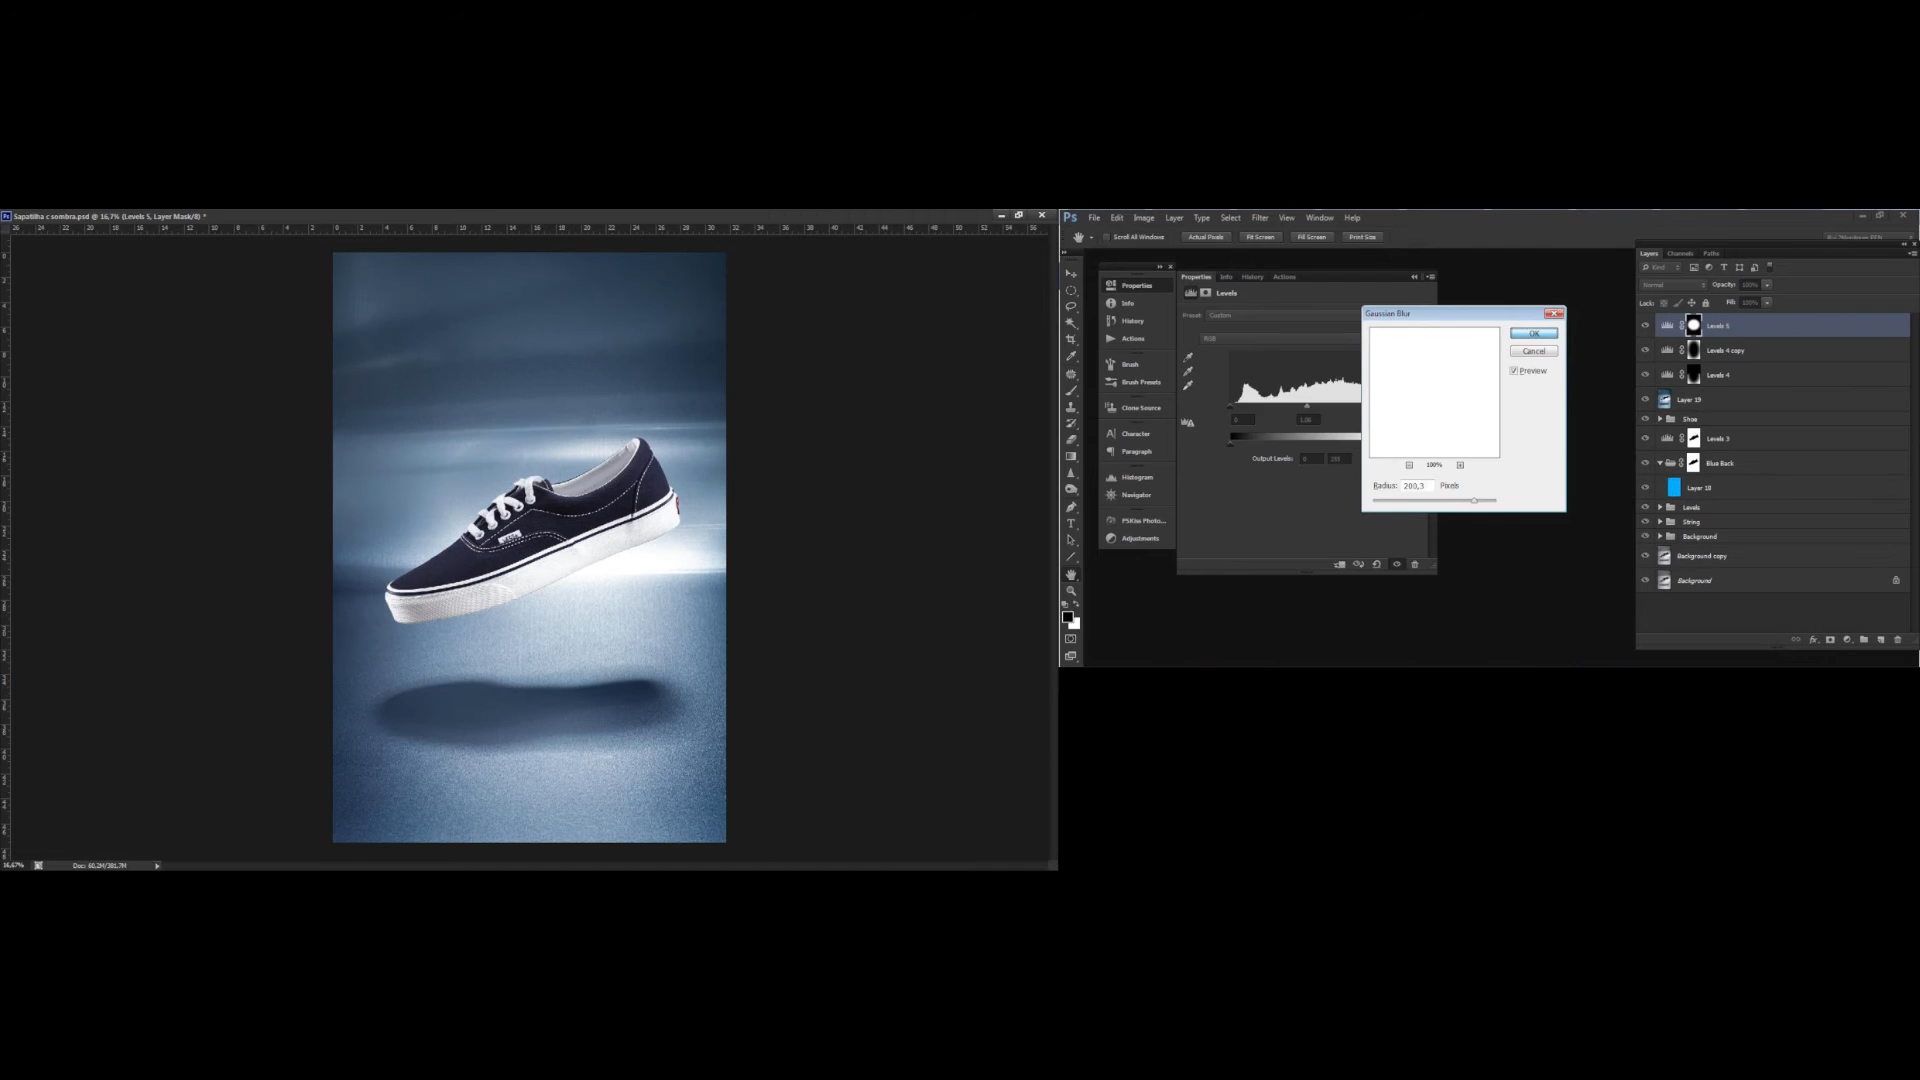 Sapatilha c sombra.psd @ 16,7% (Levels 5, Layer Mask/8) *
16,67%
Doc: 60,2M/381,7M
Ps File Edit Image Layer Type Select Filter View Window Help
Scroll All Windows Actual Pixels Fit Screen Fill Screen Print Size
Properties
Info
History
Actions
Brush
Brush Presets
Clone Source
Character
Paragraph
Histogram
Navigator
PSKiss Photo...
Adjustments
Properties Info History Actions
Levels
Preset: Custom
RGB
0 1,00
Output Levels: 0 255
Gaussian Blur
OK
Cancel
Preview
100%
Radius: 200,3 Pixels
Layers Channels Paths
Kind
Normal Opacity: 100%
Lock: Fill: 100%
Levels 5
Levels 4 copy
Levels 4
Layer 19
Shoe
Levels 3
Blue Back
Layer 18
Levels
String
Background
Background copy
Background